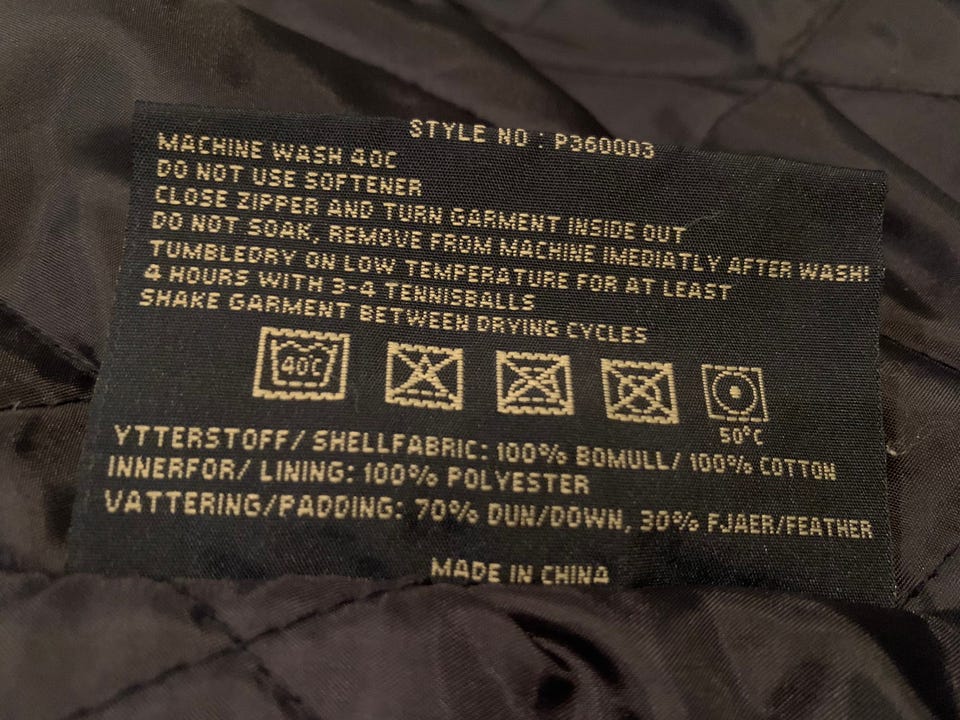 STYLE NO : P360003
MACHINE WASH 40C
DO NOT USE SOFTENER
CLOSE ZIPPER AND TURN GARMENT INSIDE OUT
DO NOT SOAK, REMOVE FROM MACHINE IMEDIATLY AFTER WASH!
TUMBLEDRY ON LOW TEMPERATURE FOR AT LEAST
4 HOURS WITH 3-4 TENNISBALLS
SHAKE GARMENT BETWEEN DRYING CYCLES
40C
50°C
YTTERSTOFF/ SHELLFABRIC: 100% BOMULL/ 100% COTTON
INNERFOR/ LINING: 100% POLYESTER
VATTERING/PADDING: 70% DUN/DOWN, 30% FJAER/FEATHER
MADE IN CHINA